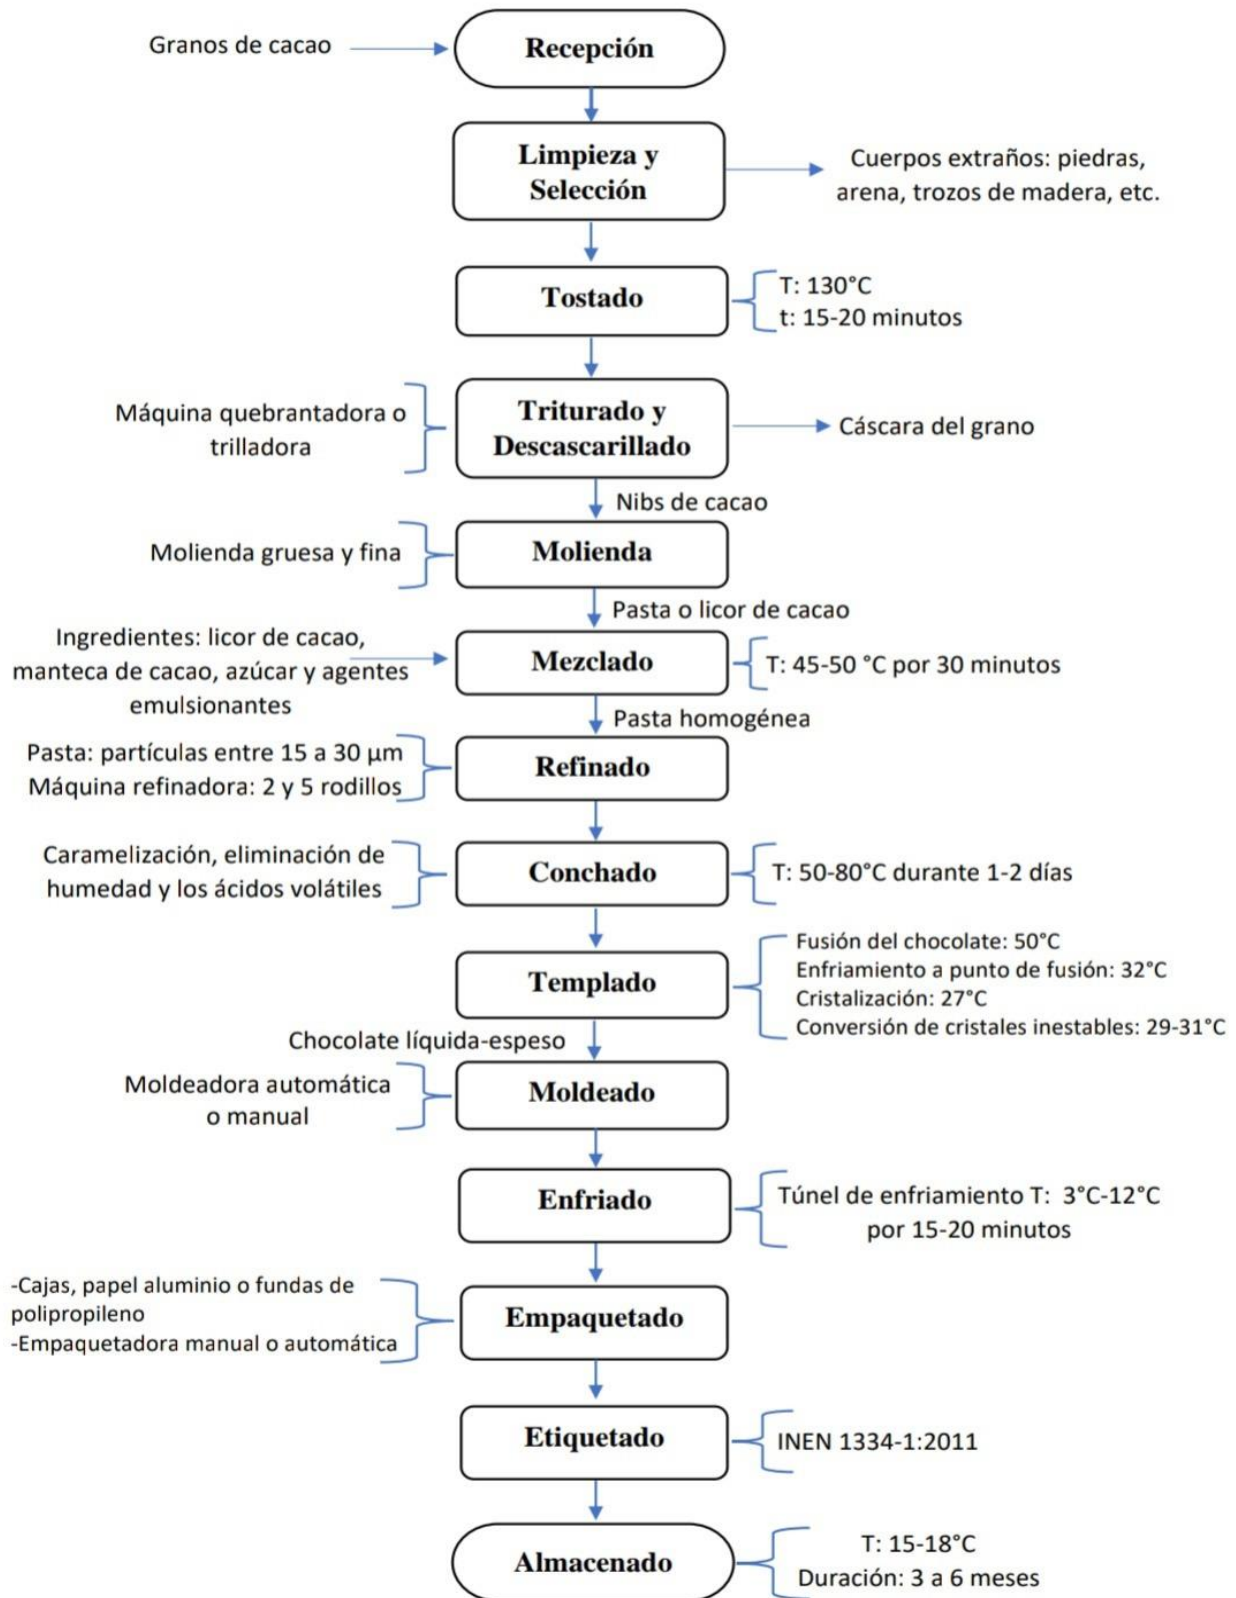 Granos de cacao
Recepción
Limpieza y
Selección
Cuerpos extraños: piedras,
arena, trozos de madera, etc.
Tostado
T: 130°C
t: 15-20 minutos
Máquina quebrantadora o
trilladora
Triturado y
Descascarillado
Cáscara del grano
Nibs de cacao
Molienda gruesa y fina
Molienda
Pasta o licor de cacao
Ingredientes: licor de cacao,
manteca de cacao, azúcar y agentes
emulsionantes
Mezclado
T: 45-50 °C por 30 minutos
Pasta homogénea
Pasta: partículas entre 15 a 30 µm
Máquina refinadora: 2 y 5 rodillos
Refinado
Caramelización, eliminación de
humedad y los ácidos volátiles
Conchado
T: 50-80°C durante 1-2 días
Templado
Fusión del chocolate: 50°C
Enfriamiento a punto de fusión: 32°C
Cristalización: 27°C
Conversión de cristales inestables: 29-31°C
Chocolate líquida-espeso
Moldeadora automática
o manual
Moldeado
Enfriado
Túnel de enfriamiento T: 3°C-12°C
por 15-20 minutos
-Cajas, papel aluminio o fundas de
polipropileno
-Empaquetadora manual o automática
Empaquetado
Etiquetado
INEN 1334-1:2011
Almacenado
T: 15-18°C
Duración: 3 a 6 meses